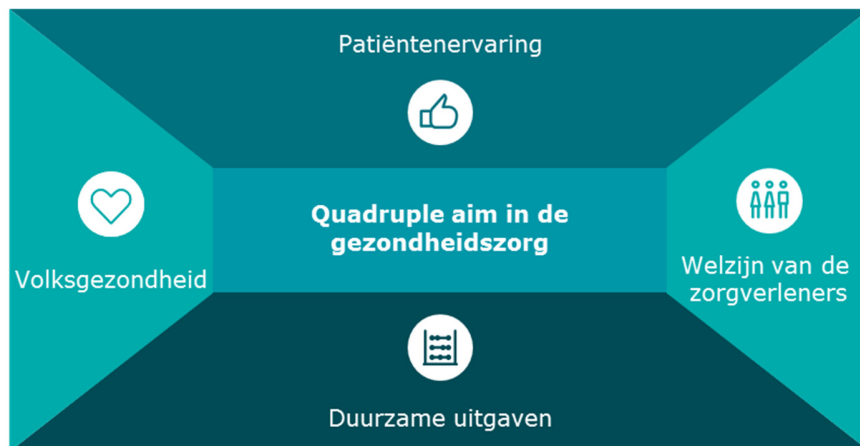 Patiëntenervaring
Quadruple aim in de
gezondheidszorg
Volksgezondheid
Welzijn van de
zorgverleners
Duurzame uitgaven